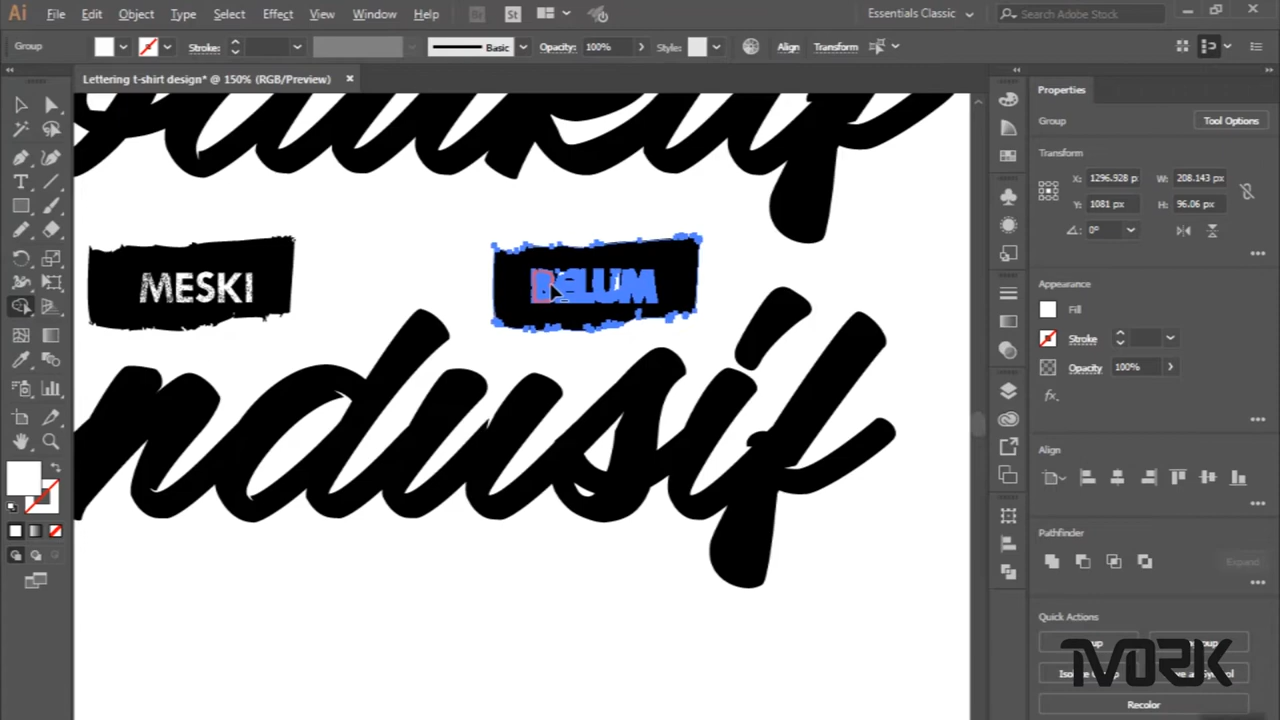 Ai File Edit Object Type Select Effect View Window Help Br St Essentials Classic Search Adobe Stock
Group Stroke: Basic Opacity: 100% Style: Align Transform
Lettering t-shirt design* @ 150% (RGB/Preview)
Properties
Group Tool Options
Transform
X: 1296.928 p W: 208.143 px
Y: 1081 px H: 96.06 px
0°
Appearance
Fill
Stroke
Opacity 100%
fx
Align
Pathfinder
Expand
Quick Actions
Recolor
MESKI BELUM
ndusif
TMORK